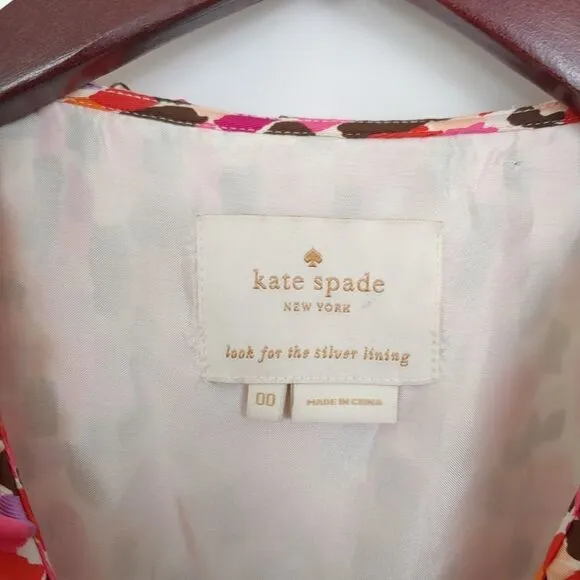 kate spade
NEW YORK
look for the silver lining
00
MADE IN CHINA